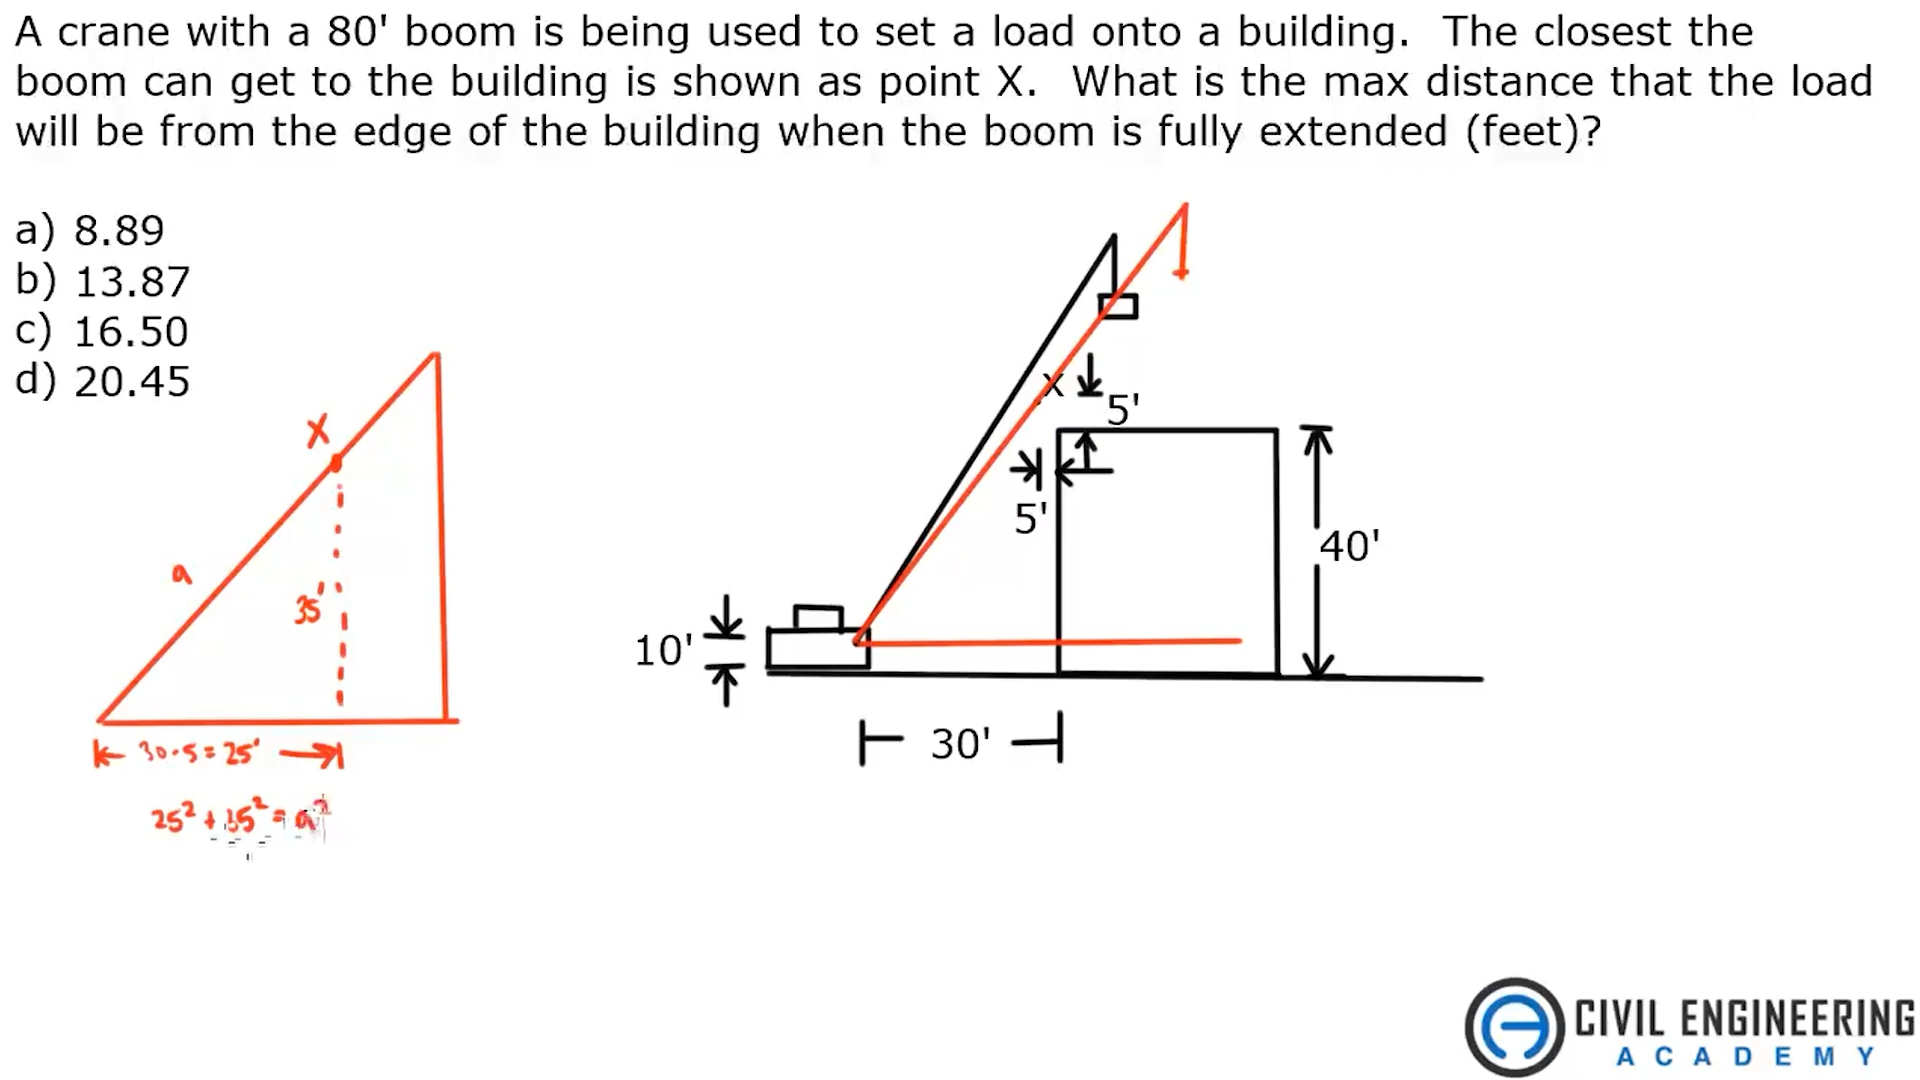 A crane with a 80' boom is being used to set a load onto a building. The closest the
boom can get to the building is shown as point X. What is the max distance that the load
will be from the edge of the building when the boom is fully extended (feet)?
a) 8.89
b) 13.87
c) 16.50
d) 20.45
X
a
35'
30-5=25'
25² + 35² = a²
x
5'
5'
40'
10'
30'
CIVIL ENGINEERING
ACADEMY